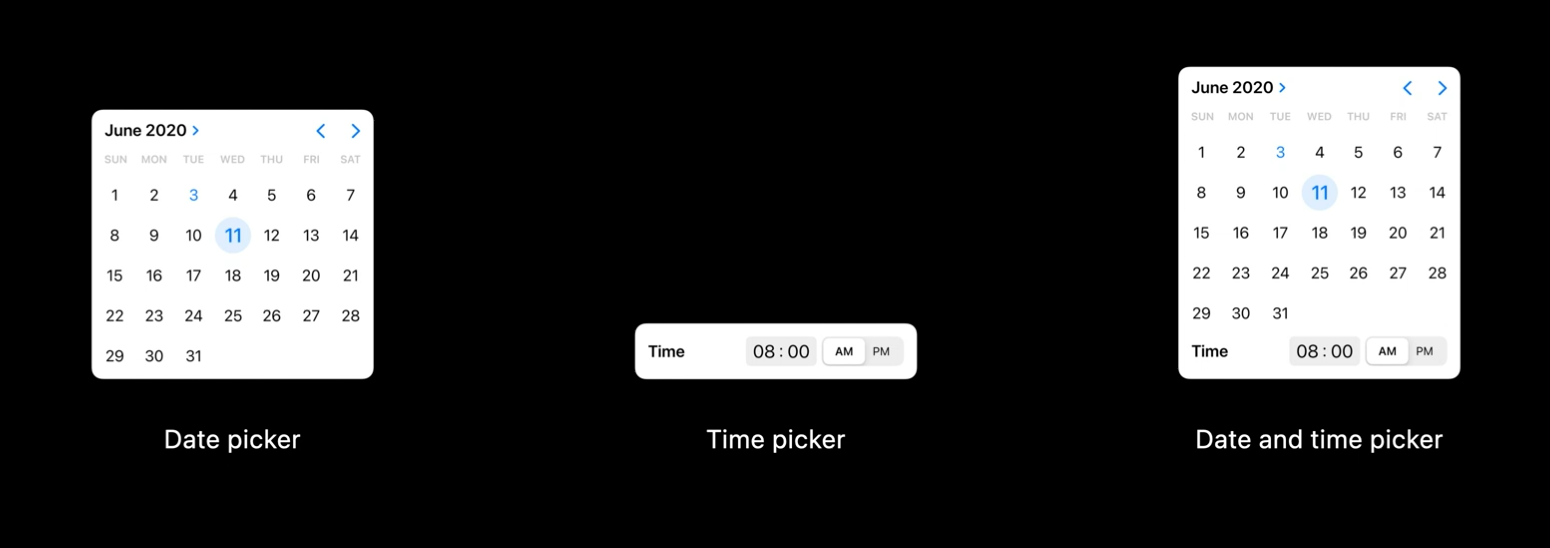 June 2020 >
< >
SUN MON TUE WED THU FRI SAT
1 2 3 4 5 6 7
8 9 10 11 12 13 14
15 16 17 18 19 20 21
22 23 24 25 26 27 28
29 30 31
Date picker
Time 08 : 00 AM PM
Time picker
June 2020 >
< >
SUN MON TUE WED THU FRI SAT
1 2 3 4 5 6 7
8 9 10 11 12 13 14
15 16 17 18 19 20 21
22 23 24 25 26 27 28
29 30 31
Time 08 : 00 AM PM
Date and time picker